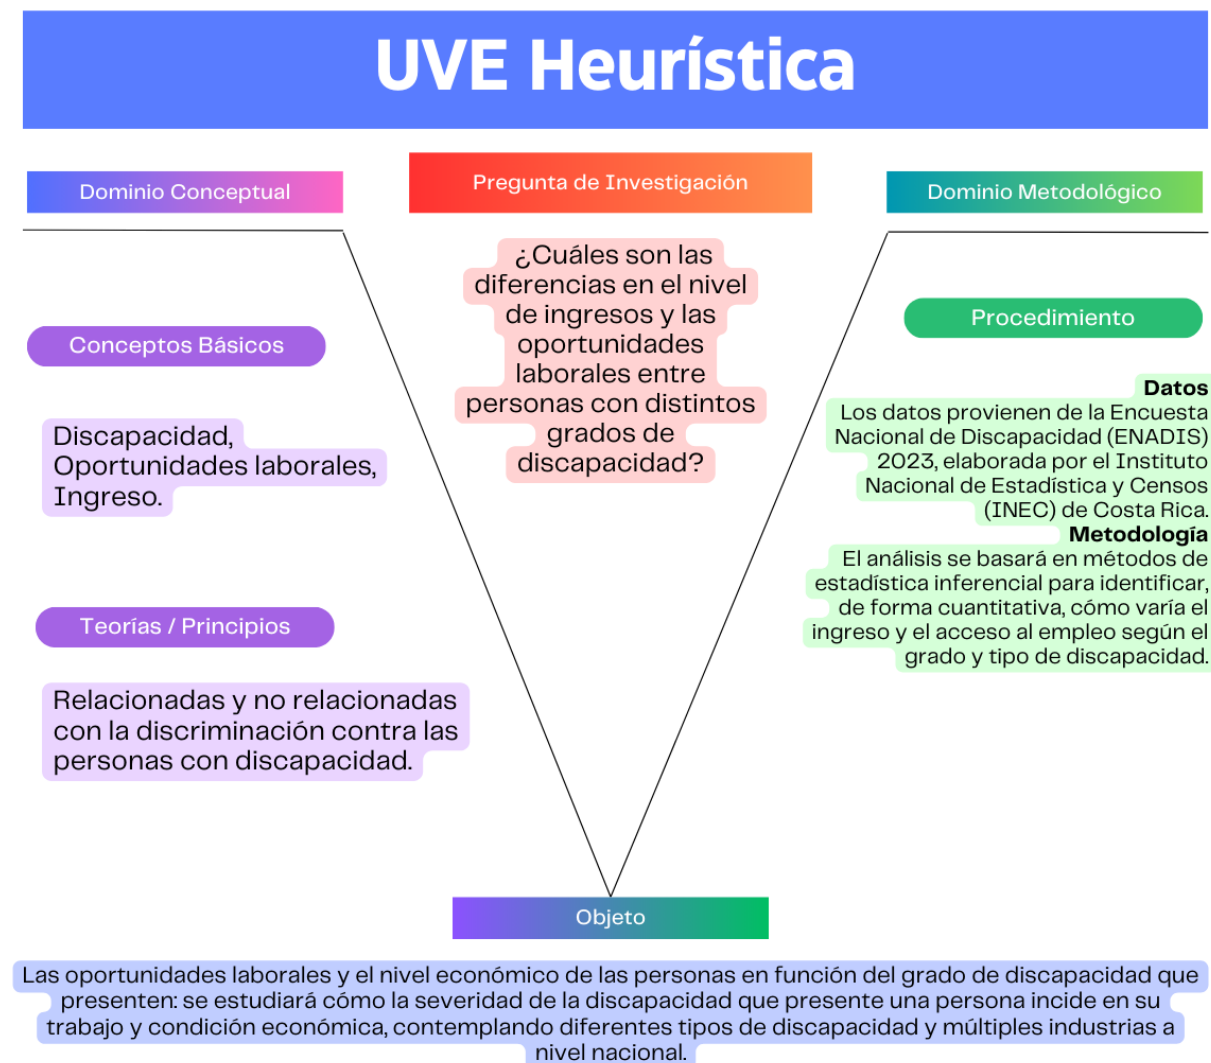 UVE Heurística
Dominio Conceptual
Pregunta de Investigación
Dominio Metodológico
¿Cuáles son las
diferencias en el nivel
de ingresos y las
oportunidades
laborales entre
personas con distintos
grados de
discapacidad?
Conceptos Básicos
Discapacidad,
Oportunidades laborales,
Ingreso.
Teorías / Principios
Relacionadas y no relacionadas
con la discriminación contra las
personas con discapacidad.
Procedimiento
Datos
Los datos provienen de la Encuesta
Nacional de Discapacidad (ENADIS)
2023, elaborada por el Instituto
Nacional de Estadística y Censos
(INEC) de Costa Rica.
Metodología
El análisis se basará en métodos de
estadística inferencial para identificar,
de forma cuantitativa, cómo varía el
ingreso y el acceso al empleo según el
grado y tipo de discapacidad.
Objeto
Las oportunidades laborales y el nivel económico de las personas en función del grado de discapacidad que
presenten: se estudiará cómo la severidad de la discapacidad que presente una persona incide en su
trabajo y condición económica, contemplando diferentes tipos de discapacidad y múltiples industrias a
nivel nacional.